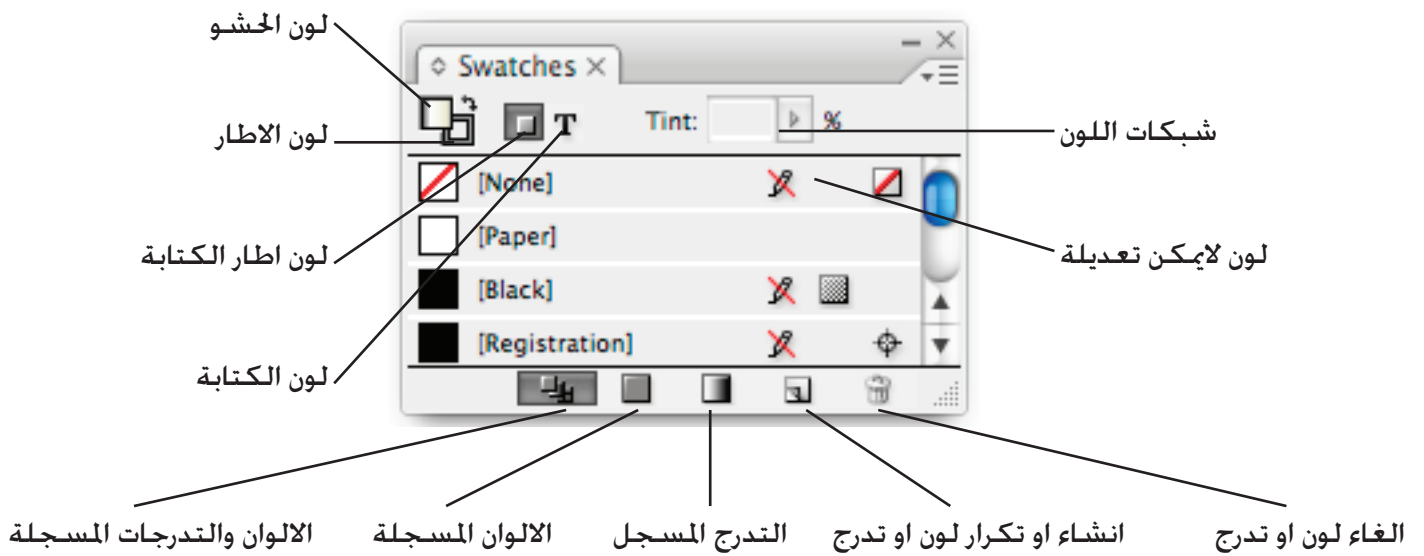 لون الحشو
Swatches
لون الاطار
T
Tint:
%
شبكات اللون
[None]
[Paper]
لون اطار الكتابة
لون لايمكن تعديلة
[Black]
[Registration]
لون الكتابة
الغاء لون او تدرج
انشاء او تكرار لون او تدرج
التدرج المسجل
الالوان المسجلة
الالوان والتدرجات المسجلة